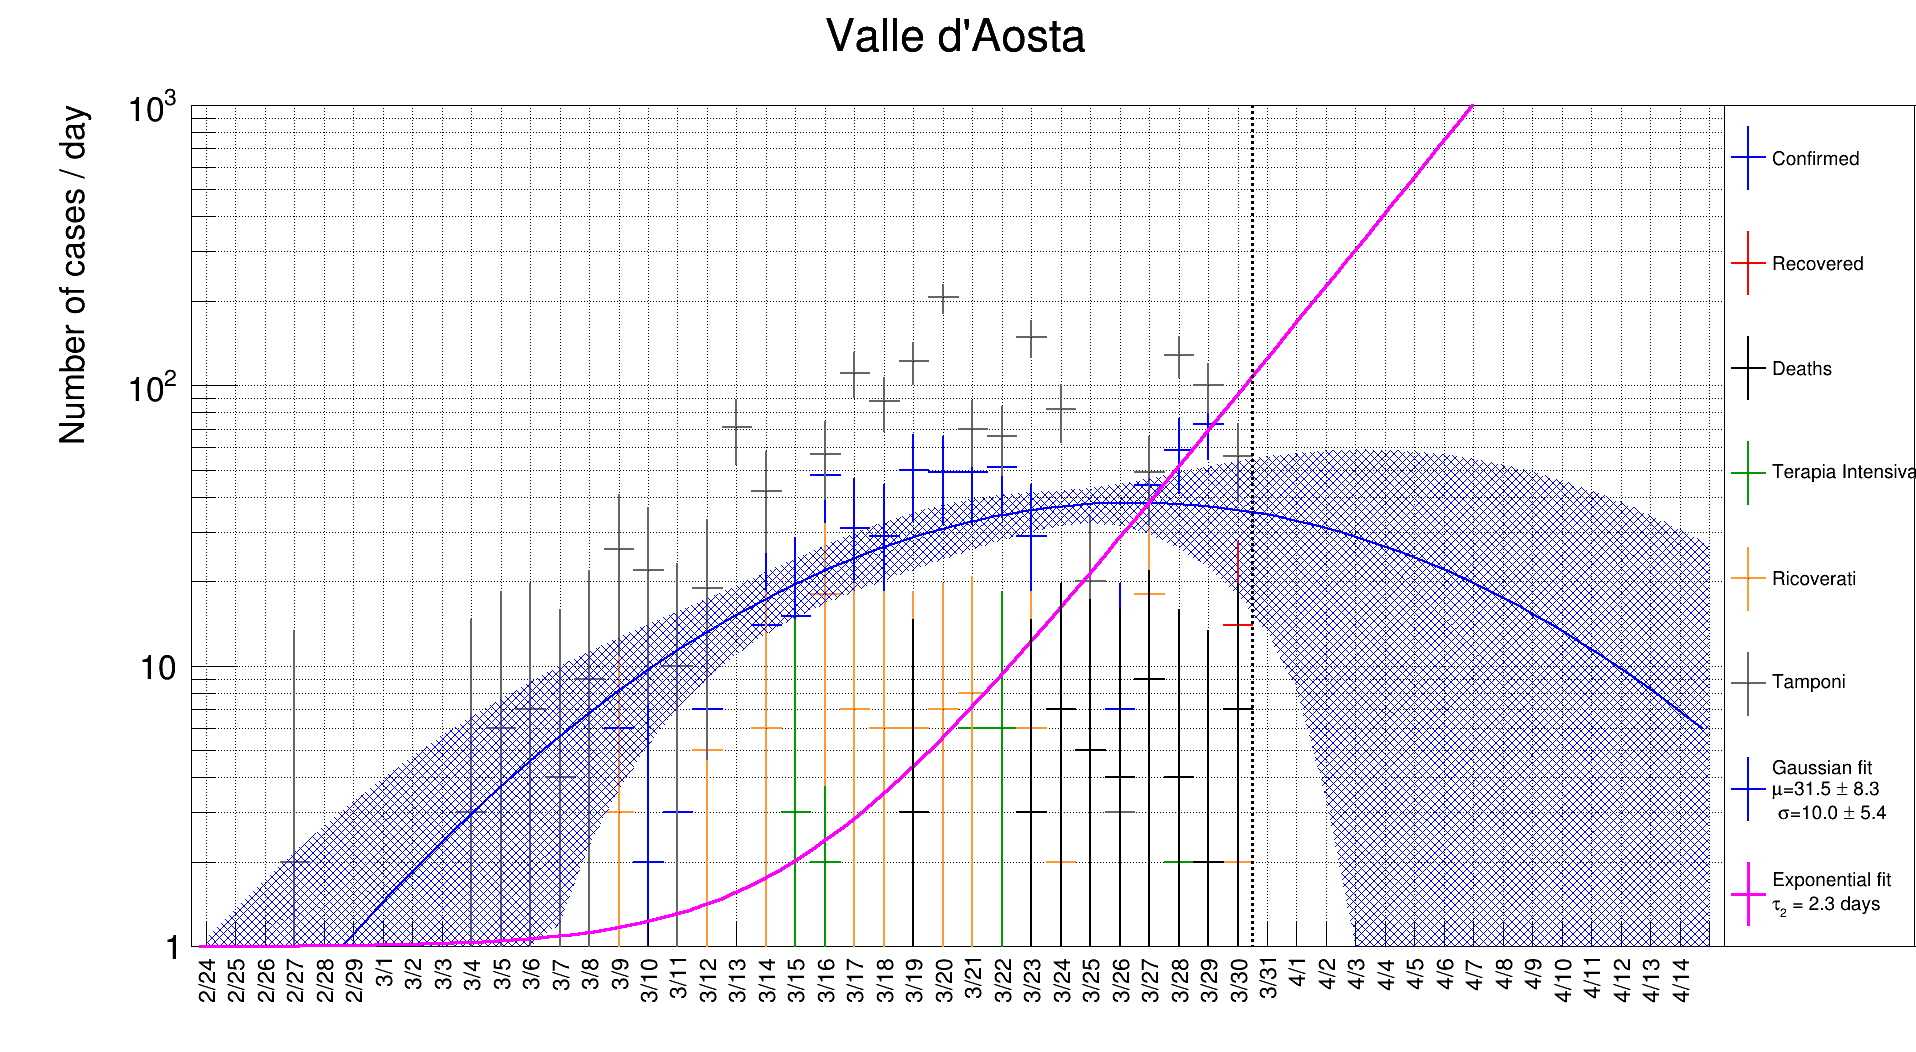 Valle d'Aosta
Number of cases / day
10³
10²
10
1
2/24 2/25 2/26 2/27 2/28 2/29 3/1 3/2 3/3 3/4 3/5 3/6 3/7 3/8 3/9 3/10 3/11 3/12 3/13 3/14 3/15 3/16 3/17 3/18 3/19 3/20 3/21 3/22 3/23 3/24 3/25 3/26 3/27 3/28 3/29 3/30 3/31 4/1 4/2 4/3 4/4 4/5 4/6 4/7 4/8 4/9 4/10 4/11 4/12 4/13 4/14
Confirmed
Recovered
Deaths
Terapia Intensiva
Ricoverati
Tamponi
Gaussian fit
μ=31.5 ± 8.3
σ=10.0 ± 5.4
Exponential fit
τ₂ = 2.3 days